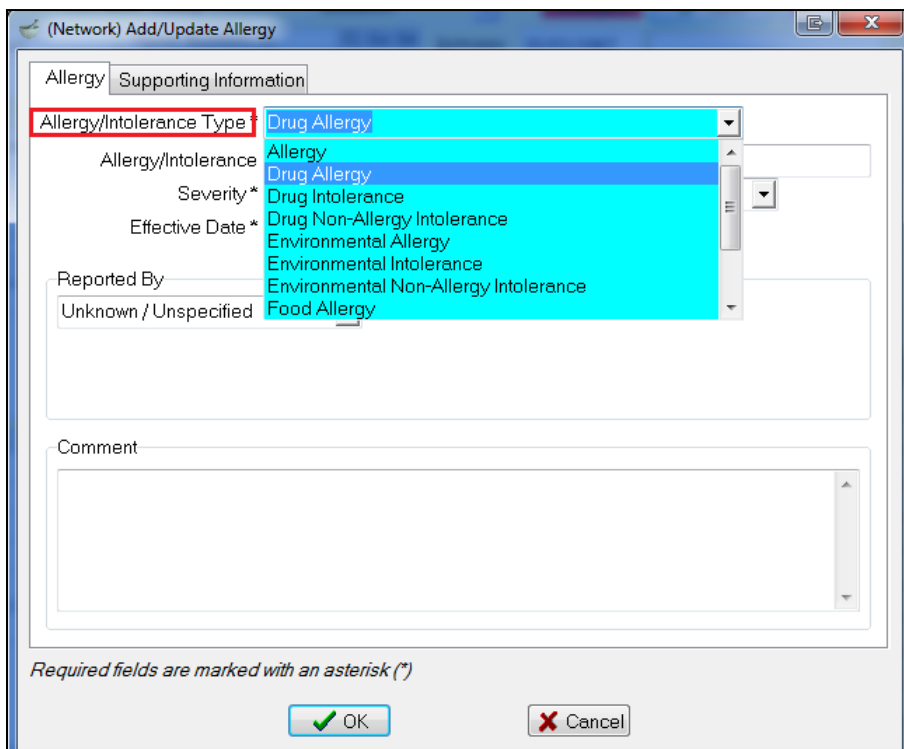 (Network) Add/Update Allergy
Allergy
Supporting Information
Allergy/Intolerance Type * Drug Allergy
Allergy/Intolerance
Allergy
Drug Allergy
Severity *
Drug Intolerance
Drug Non-Allergy Intolerance
Effective Date *
Environmental Allergy
Environmental Intolerance
Environmental Non-Allergy Intolerance
Food Allergy
Reported By
Unknown / Unspecified
Comment
Required fields are marked with an asterisk (*)
OK
Cancel